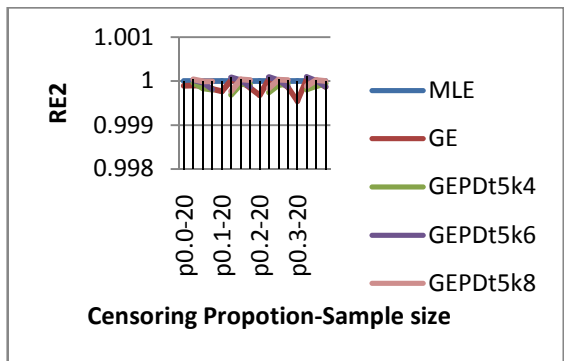 1.001
1
0.999
0.998
RE2
p0.0-20
p0.1-20
p0.2-20
p0.3-20
Censoring Propotion-Sample size
MLE
GE
GEPDt5k4
GEPDt5k6
GEPDt5k8